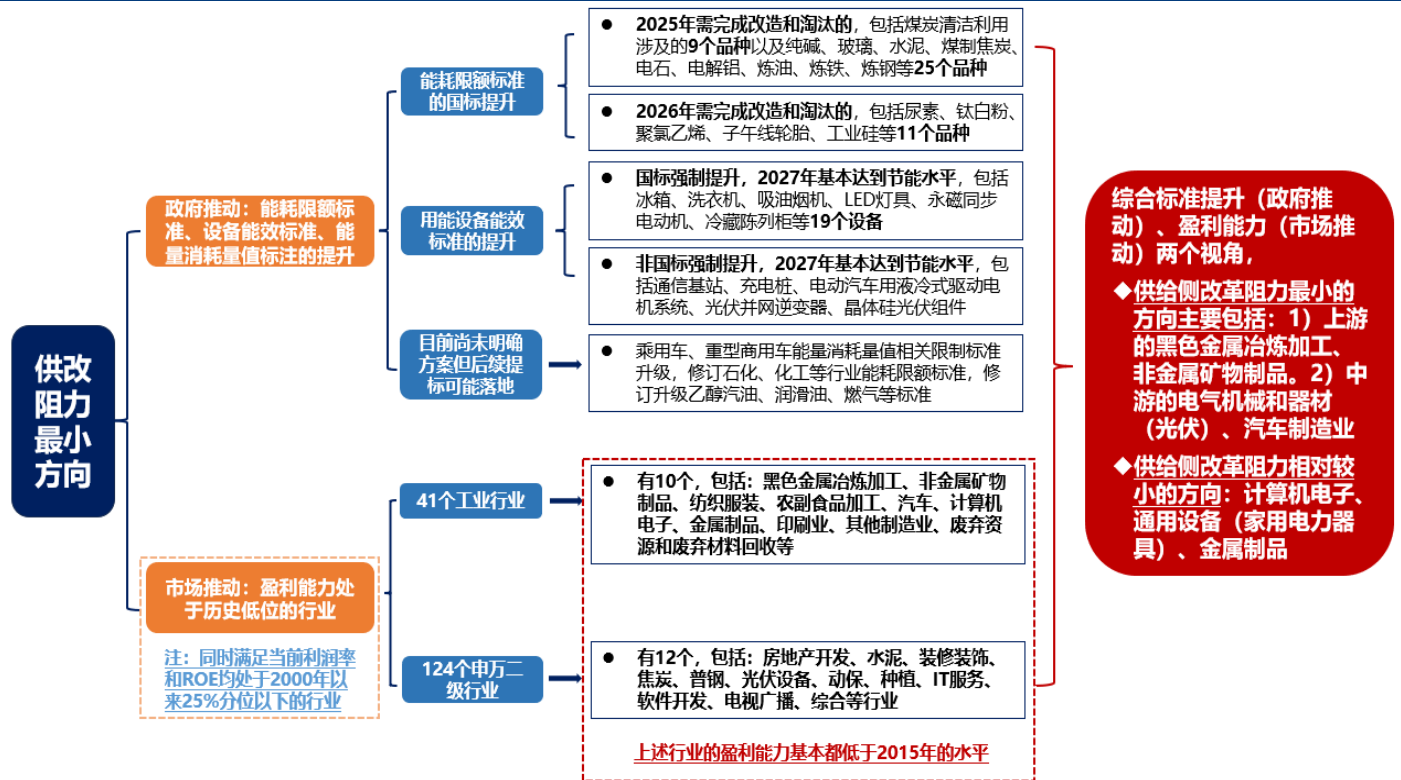 供改
阻力
最小
方向
政府推动：能耗限额标
准、设备能效标准、能
量消耗量值标注的提升
能耗限额标准
的国标提升
● 2025年需完成改造和淘汰的，包括煤炭清洁利用
涉及的9个品种以及纯碱、玻璃、水泥、煤制焦炭、
电石、电解铝、炼油、炼铁、炼钢等25个品种
● 2026年需完成改造和淘汰的，包括尿素、钛白粉、
聚氯乙烯、子午线轮胎、工业硅等11个品种
用能设备能效
标准的提升
● 国标强制提升，2027年基本达到节能水平，包括
冰箱、洗衣机、吸油烟机、LED灯具、永磁同步
电动机、冷藏陈列柜等19个设备
● 非国标强制提升，2027年基本达到节能水平，包
括通信基站、充电桩、电动汽车用液冷式驱动电
机系统、光伏并网逆变器、晶体硅光伏组件
目前尚未明确
方案但后续提
标可能落地
● 乘用车、重型商用车能量消耗量值相关限制标准
升级，修订石化、化工等行业能耗限额标准，修
订升级乙醇汽油、润滑油、燃气等标准
市场推动：盈利能力处
于历史低位的行业
注：同时满足当前利润率
和ROE均处于2000年以
来25%分位以下的行业
41个工业行业
● 有10个，包括：黑色金属冶炼加工、非金属矿物
制品、纺织服装、农副食品加工、汽车、计算机
电子、金属制品、印刷业、其他制造业、废弃资
源和废弃材料回收等
124个申万二
级行业
● 有12个，包括：房地产开发、水泥、装修装饰、
焦炭、普钢、光伏设备、动保、种植、IT服务、
软件开发、电视广播、综合等行业
上述行业的盈利能力基本都低于2015年的水平
综合标准提升（政府推
动）、盈利能力（市场推
动）两个视角，
◆供给侧改革阻力最小的
方向主要包括：1）上游
的黑色金属冶炼加工、
非金属矿物制品。2）中
游的电气机械和器材
（光伏）、汽车制造业
◆供给侧改革阻力相对较
小的方向：计算机电子、
通用设备（家用电力器
具）、金属制品